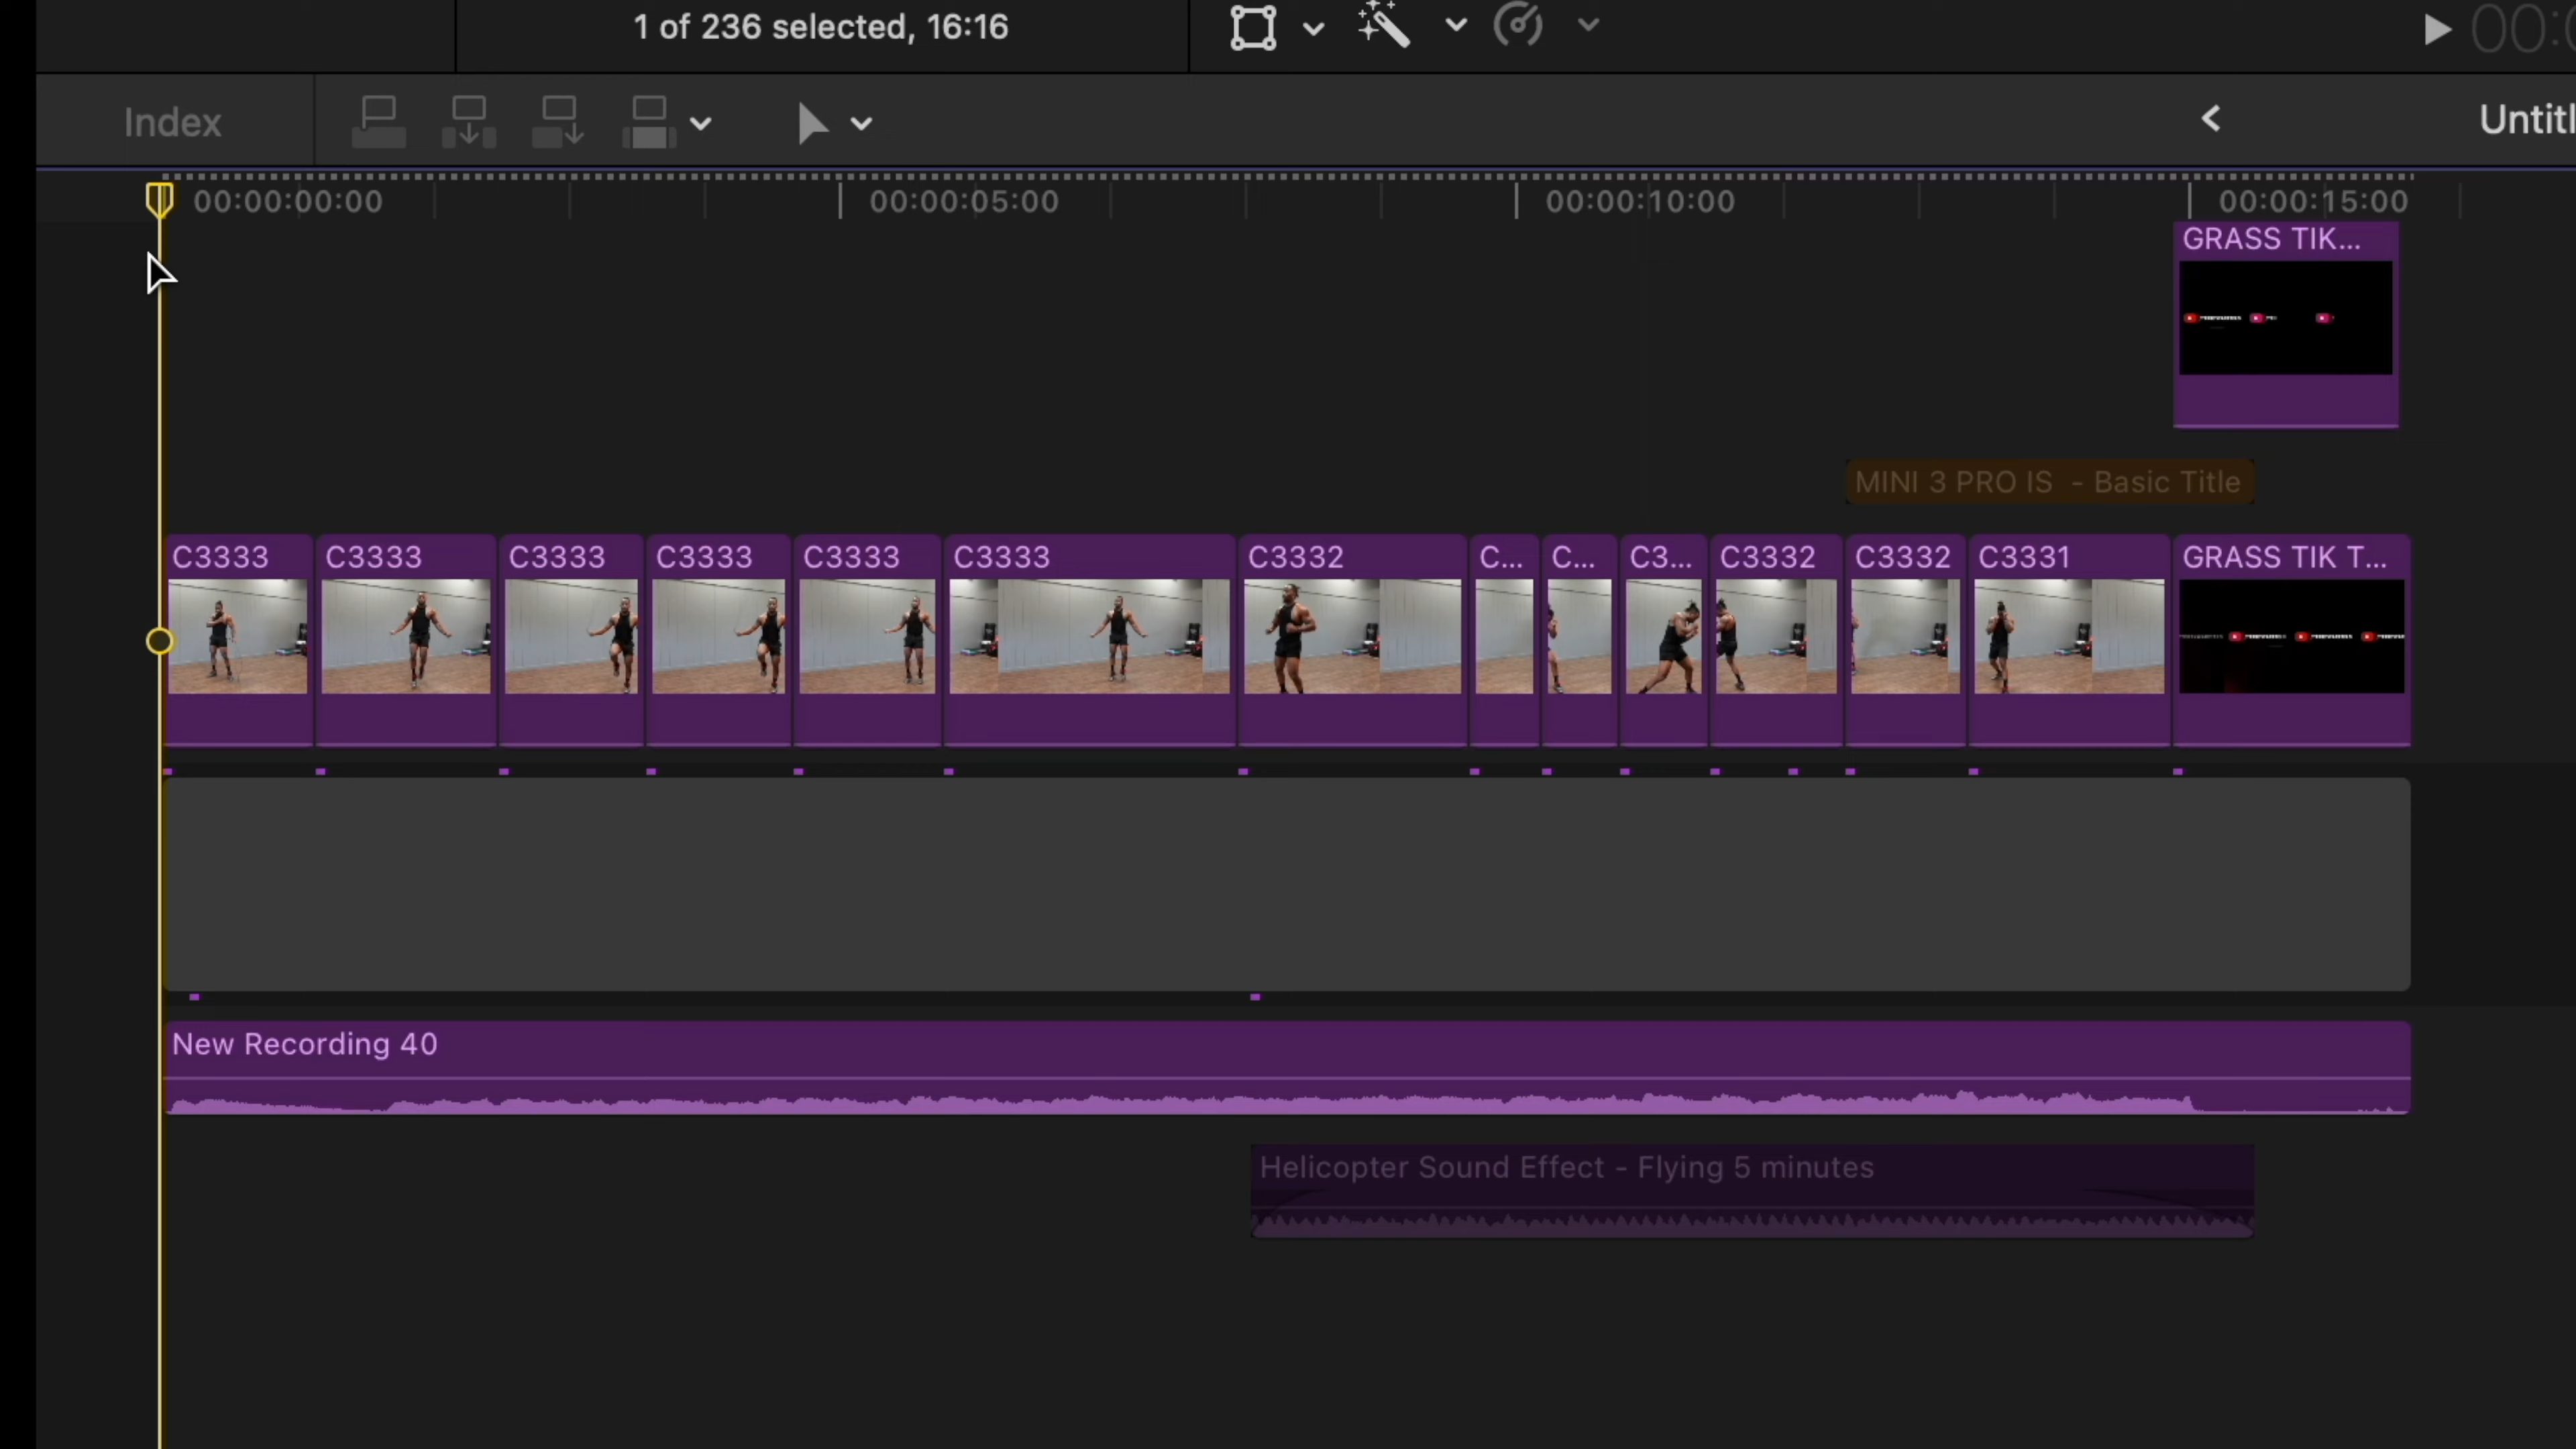 1 of 236 selected, 16:16
Index
Untitl
00:00:00:00 00:00:05:00 00:00:10:00 00:00:15:00
GRASS TIK...
MINI 3 PRO IS - Basic Title
C3333 C3333 C3333 C3333 C3333 C3333 C3332 C... C... C3... C3332 C3332 C3331 GRASS TIK T...
New Recording 40
Helicopter Sound Effect - Flying 5 minutes